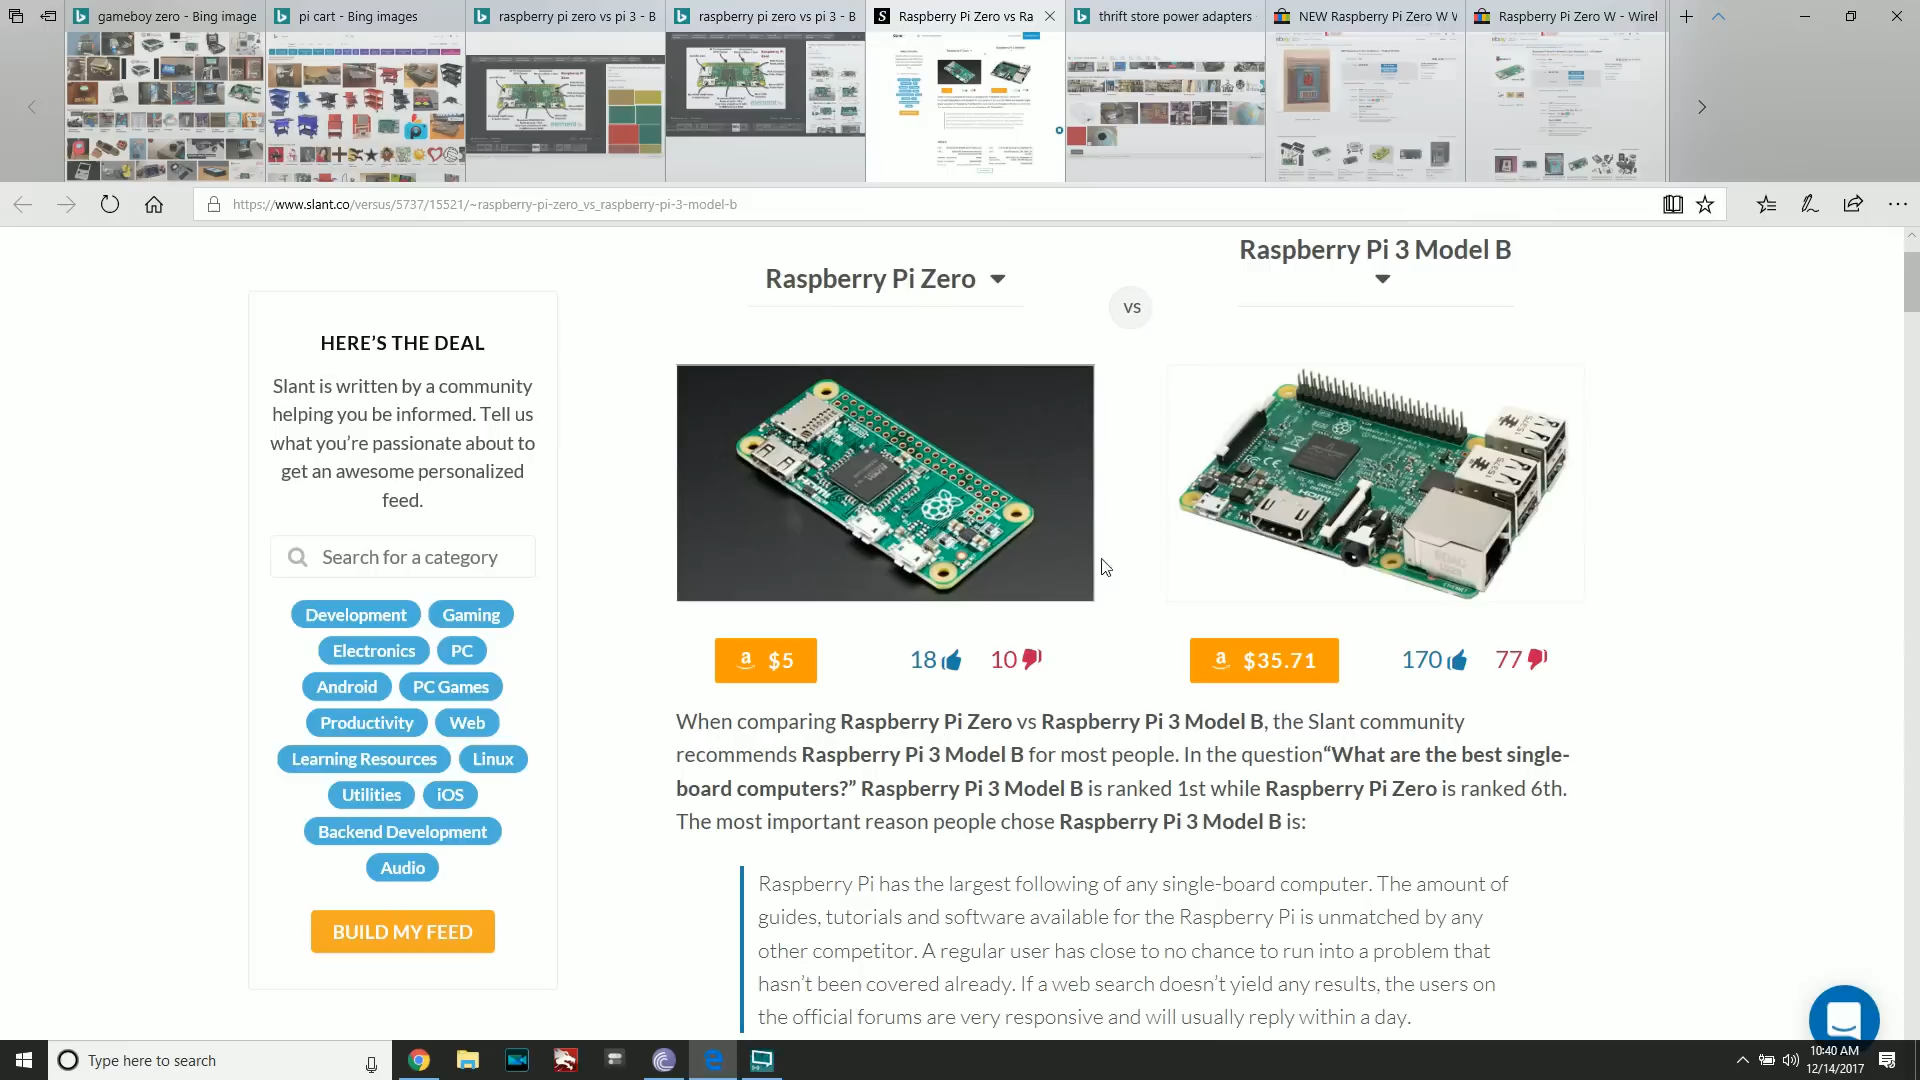 gameboy zero - Bing image
pi cart - Bing images
raspberry pi zero vs pi 3 - B
raspberry pi zero vs pi 3 - B
Raspberry Pi Zero vs Ra
thrift store power adapters
NEW Raspberry Pi Zero W V
Raspberry Pi Zero W - Wirel
https://www.slant.co/versus/5737/15521/~raspberry-pi-zero_vs_raspberry-pi-3-model-b
Raspberry Pi Zero
VS
Raspberry Pi 3 Model B
HERE'S THE DEAL
Slant is written by a community
helping you be informed. Tell us
what you're passionate about to
get an awesome personalized
feed.
Search for a category
Development Gaming
Electronics PC
Android PC Games
Productivity Web
Learning Resources Linux
Utilities iOS
Backend Development
Audio
BUILD MY FEED
a $5 18 10
a $35.71 170 77
When comparing Raspberry Pi Zero vs Raspberry Pi 3 Model B, the Slant community
recommends Raspberry Pi 3 Model B for most people. In the question“What are the best single-
board computers?” Raspberry Pi 3 Model B is ranked 1st while Raspberry Pi Zero is ranked 6th.
The most important reason people chose Raspberry Pi 3 Model B is:
Raspberry Pi has the largest following of any single-board computer. The amount of
guides, tutorials and software available for the Raspberry Pi is unmatched by any
other competitor. A regular user has close to no chance to run into a problem that
hasn't been covered already. If a web search doesn't yield any results, the users on
the official forums are very responsive and will usually reply within a day.
Type here to search
10:40 AM
12/14/2017